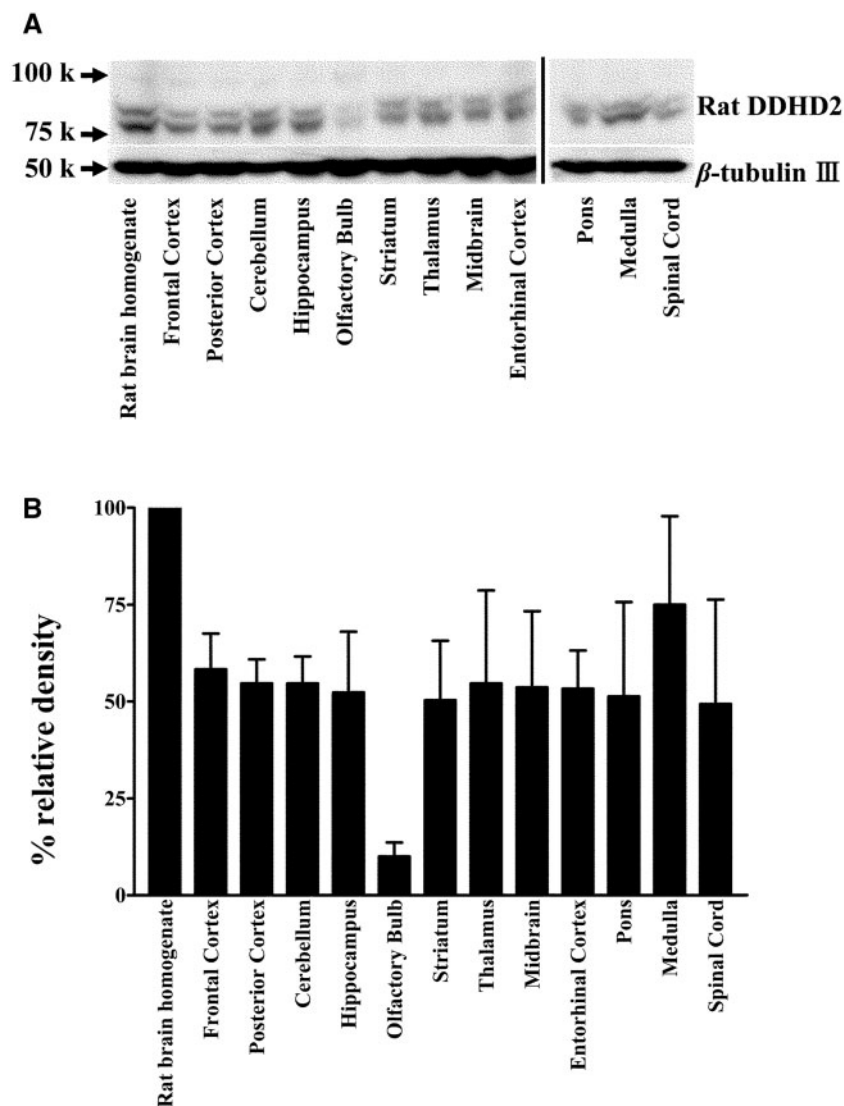 A
100 k
75 k
50 k
Rat DDHD2
β-tubulin III
Rat brain homogenate
Frontal Cortex
Posterior Cortex
Cerebellum
Hippocampus
Olfactory Bulb
Striatum
Thalamus
Midbrain
Entorhinal Cortex
Pons
Medulla
Spinal Cord
B
% relative density
100
75
50
25
0
Rat brain homogenate
Frontal Cortex
Posterior Cortex
Cerebellum
Hippocampus
Olfactory Bulb
Striatum
Thalamus
Midbrain
Entorhinal Cortex
Pons
Medulla
Spinal Cord